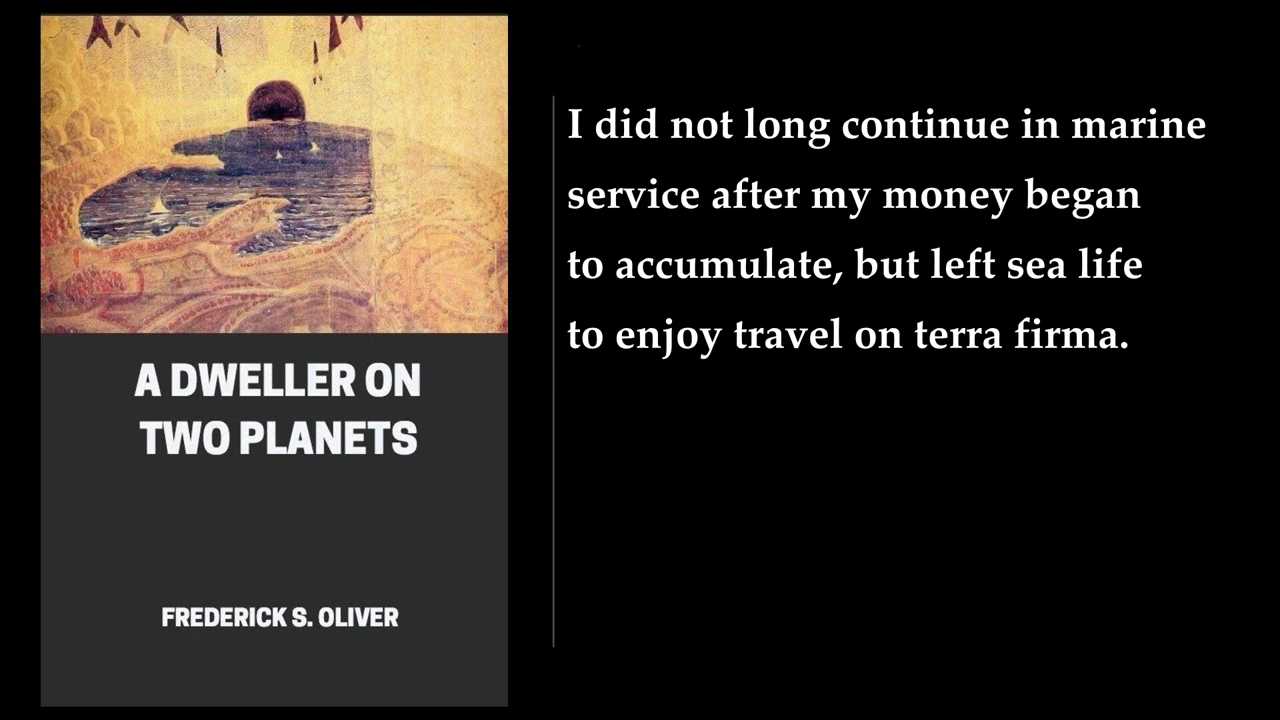 A DWELLER ON
TWO PLANETS
FREDERICK S. OLIVER
I did not long continue in marine
service after my money began
to accumulate, but left sea life
to enjoy travel on terra firma.